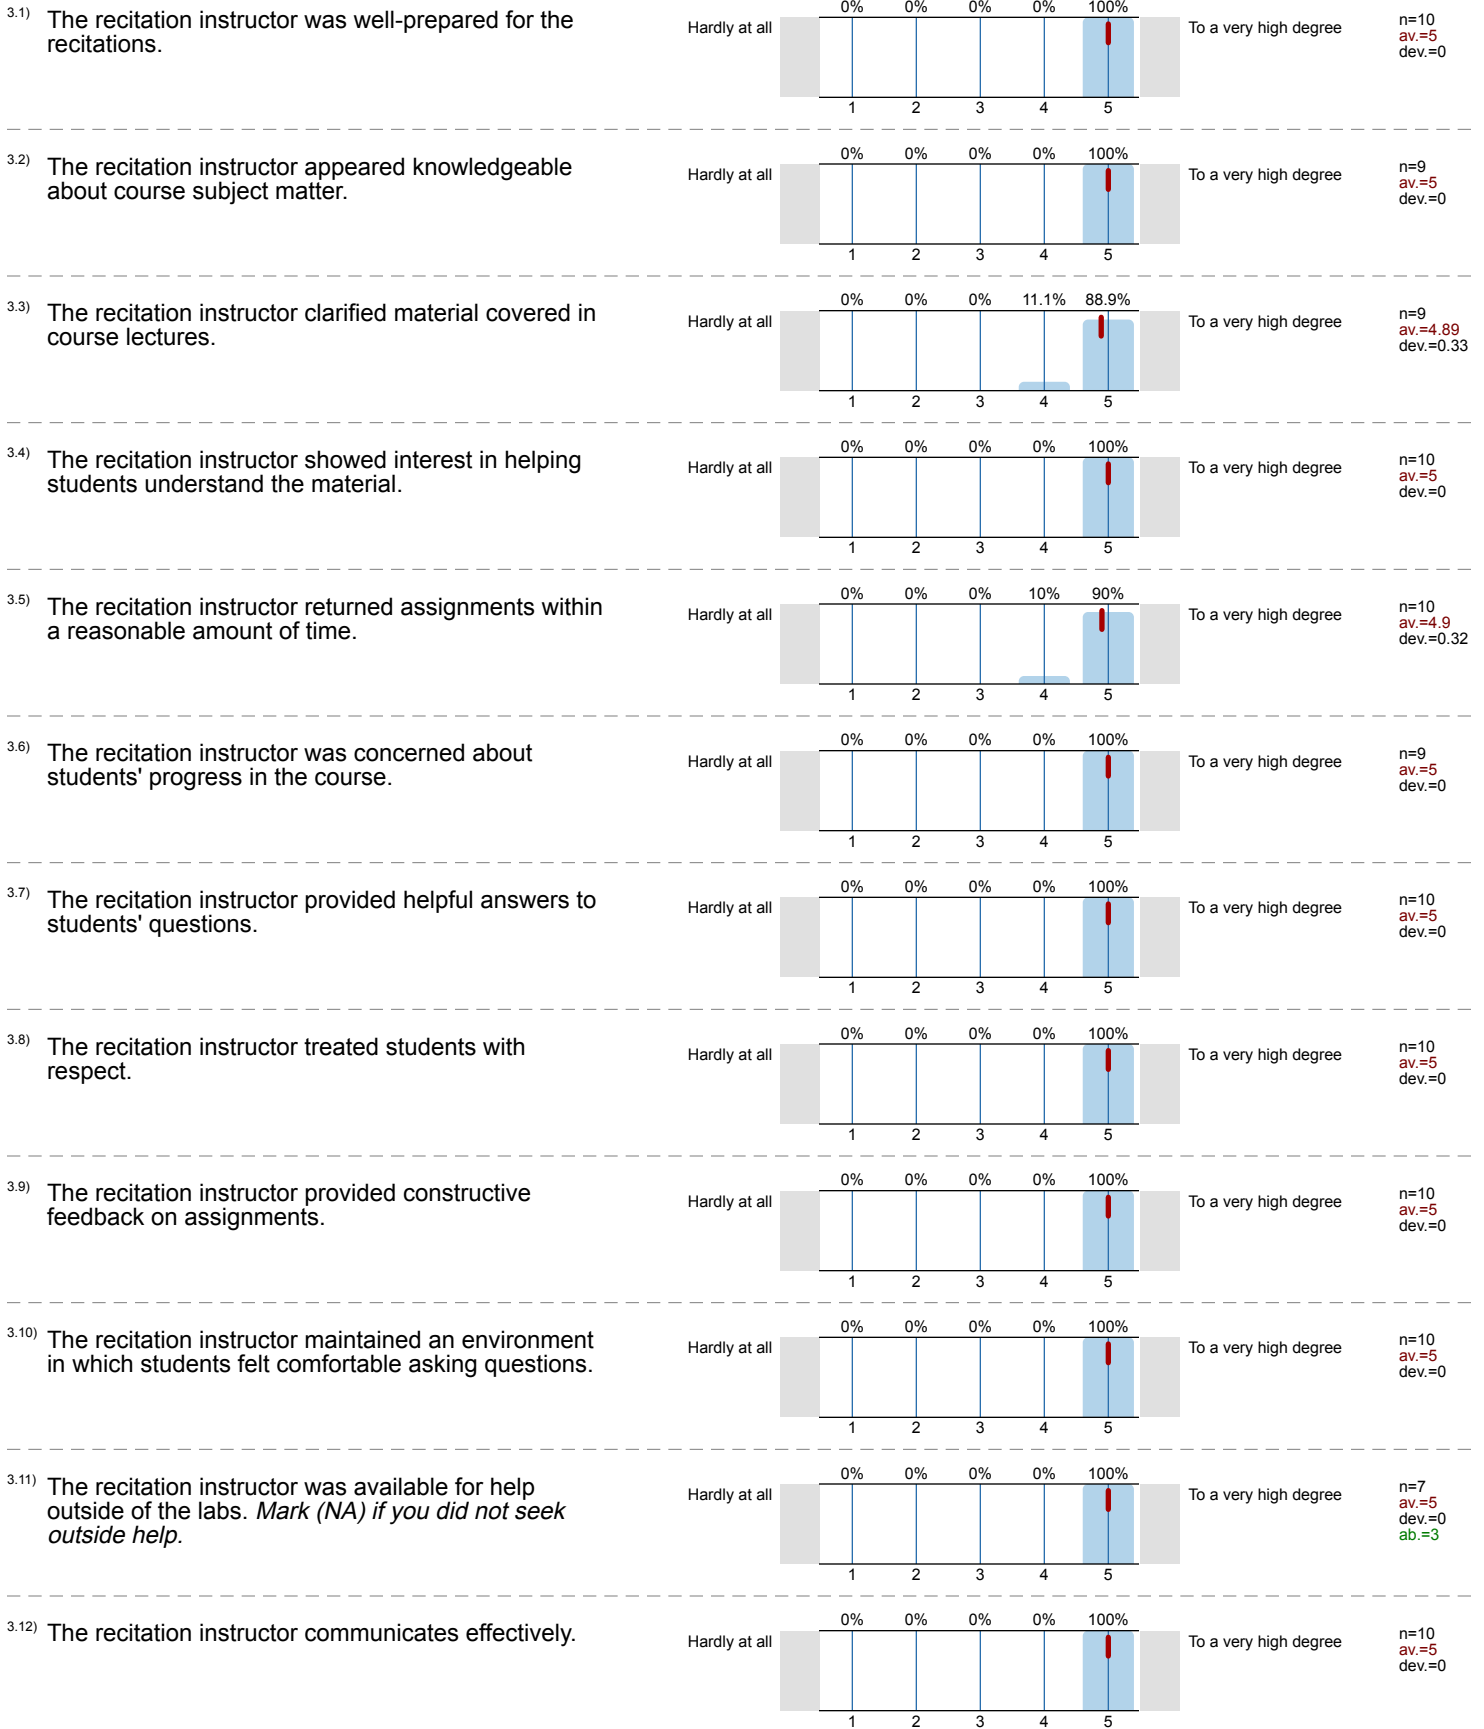 3.1) The recitation instructor was well-prepared for the
recitations.
Hardly at all
0% 0% 0% 0% 100%
1 2 3 4 5
To a very high degree
n=10
av.=5
dev.=0
3.2) The recitation instructor appeared knowledgeable
about course subject matter.
Hardly at all
0% 0% 0% 0% 100%
1 2 3 4 5
To a very high degree
n=9
av.=5
dev.=0
3.3) The recitation instructor clarified material covered in
course lectures.
Hardly at all
0% 0% 0% 11.1% 88.9%
1 2 3 4 5
To a very high degree
n=9
av.=4.89
dev.=0.33
3.4) The recitation instructor showed interest in helping
students understand the material.
Hardly at all
0% 0% 0% 0% 100%
1 2 3 4 5
To a very high degree
n=10
av.=5
dev.=0
3.5) The recitation instructor returned assignments within
a reasonable amount of time.
Hardly at all
0% 0% 0% 10% 90%
1 2 3 4 5
To a very high degree
n=10
av.=4.9
dev.=0.32
3.6) The recitation instructor was concerned about
students' progress in the course.
Hardly at all
0% 0% 0% 0% 100%
1 2 3 4 5
To a very high degree
n=9
av.=5
dev.=0
3.7) The recitation instructor provided helpful answers to
students' questions.
Hardly at all
0% 0% 0% 0% 100%
1 2 3 4 5
To a very high degree
n=10
av.=5
dev.=0
3.8) The recitation instructor treated students with
respect.
Hardly at all
0% 0% 0% 0% 100%
1 2 3 4 5
To a very high degree
n=10
av.=5
dev.=0
3.9) The recitation instructor provided constructive
feedback on assignments.
Hardly at all
0% 0% 0% 0% 100%
1 2 3 4 5
To a very high degree
n=10
av.=5
dev.=0
3.10) The recitation instructor maintained an environment
in which students felt comfortable asking questions.
Hardly at all
0% 0% 0% 0% 100%
1 2 3 4 5
To a very high degree
n=10
av.=5
dev.=0
3.11) The recitation instructor was available for help
outside of the labs. Mark (NA) if you did not seek
outside help.
Hardly at all
0% 0% 0% 0% 100%
1 2 3 4 5
To a very high degree
n=7
av.=5
dev.=0
ab.=3
3.12) The recitation instructor communicates effectively.
Hardly at all
0% 0% 0% 0% 100%
1 2 3 4 5
To a very high degree
n=10
av.=5
dev.=0